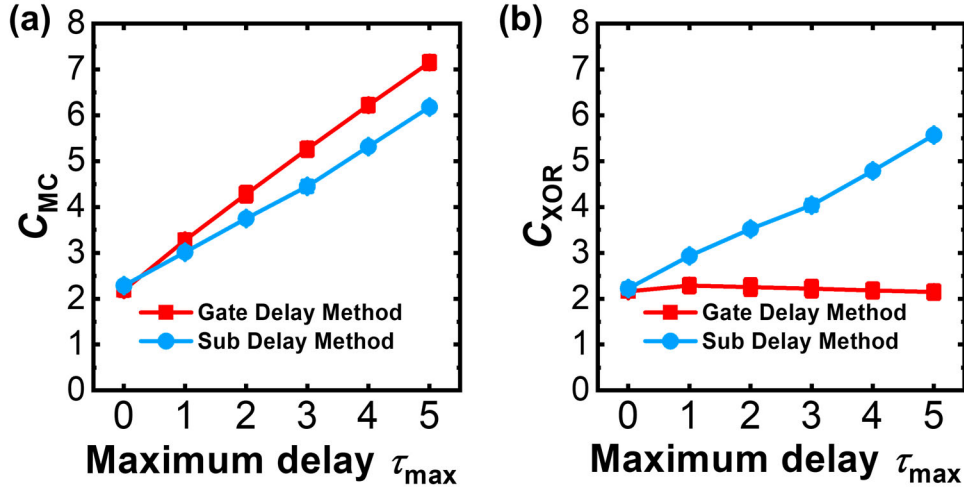 (a)
8
7
6
5
4
3
2
1
0
C_MC
Gate Delay Method
Sub Delay Method
0 1 2 3 4 5
Maximum delay τ_max
(b)
8
7
6
5
4
3
2
1
0
C_XOR
Gate Delay Method
Sub Delay Method
0 1 2 3 4 5
Maximum delay τ_max